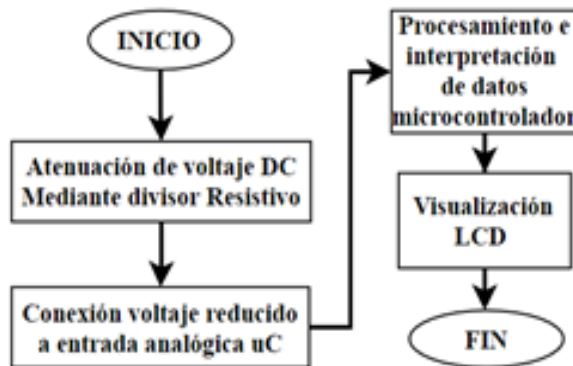 INICIO
Atenuación de voltaje DC
Mediante divisor Resistivo
Conexión voltaje reducido
a entrada analógica uC
Procesamiento e
interpretación
de datos
microcontrolador
Visualización
LCD
FIN